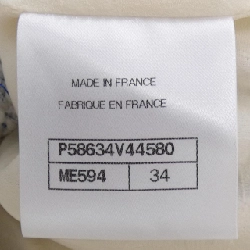 MADE IN FRANCE
FABRIQUE EN FRANCE
P58634V44580
ME594 34